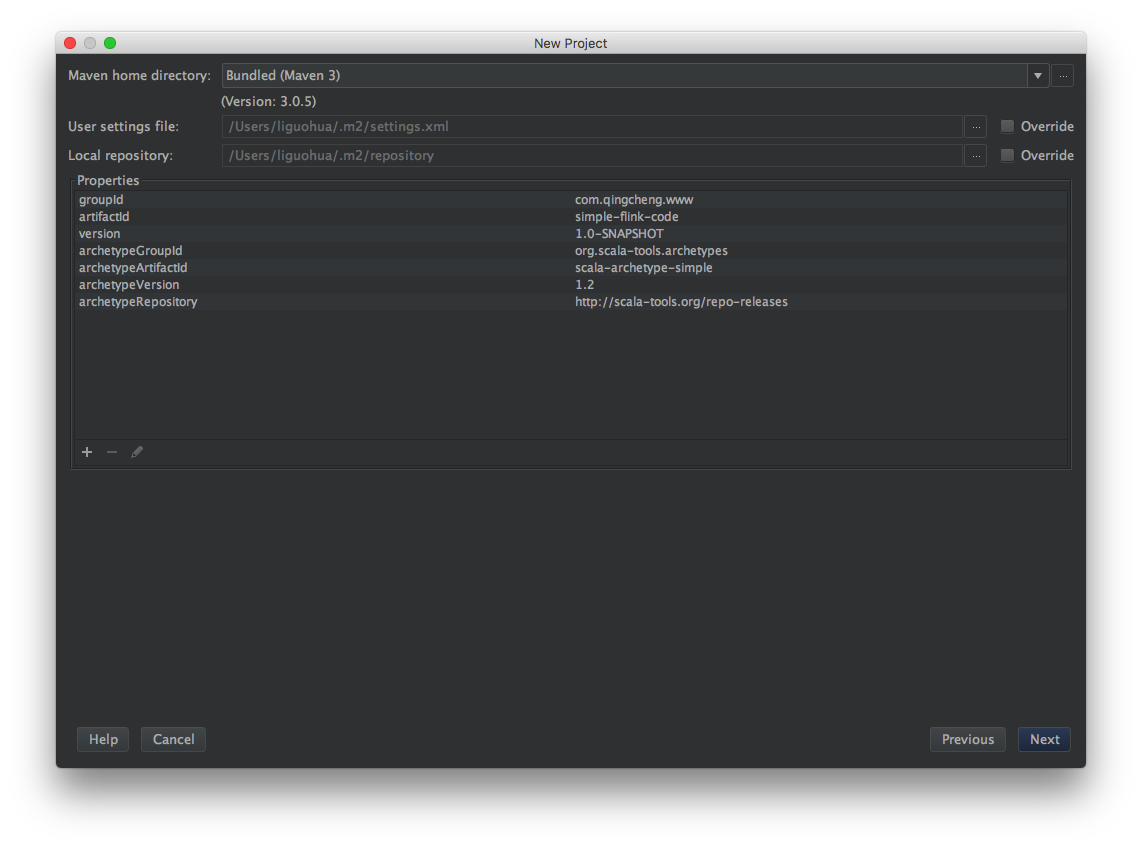 New Project
Maven home directory: Bundled (Maven 3) ...
(Version: 3.0.5)
User settings file: /Users/liguohua/.m2/settings.xml ... Override
Local repository: /Users/liguohua/.m2/repository ... Override
Properties
groupId com.qingcheng.www
artifactId simple-flink-code
version 1.0-SNAPSHOT
archetypeGroupId org.scala-tools.archetypes
archetypeArtifactId scala-archetype-simple
archetypeVersion 1.2
archetypeRepository http://scala-tools.org/repo-releases
Help Cancel Previous Next